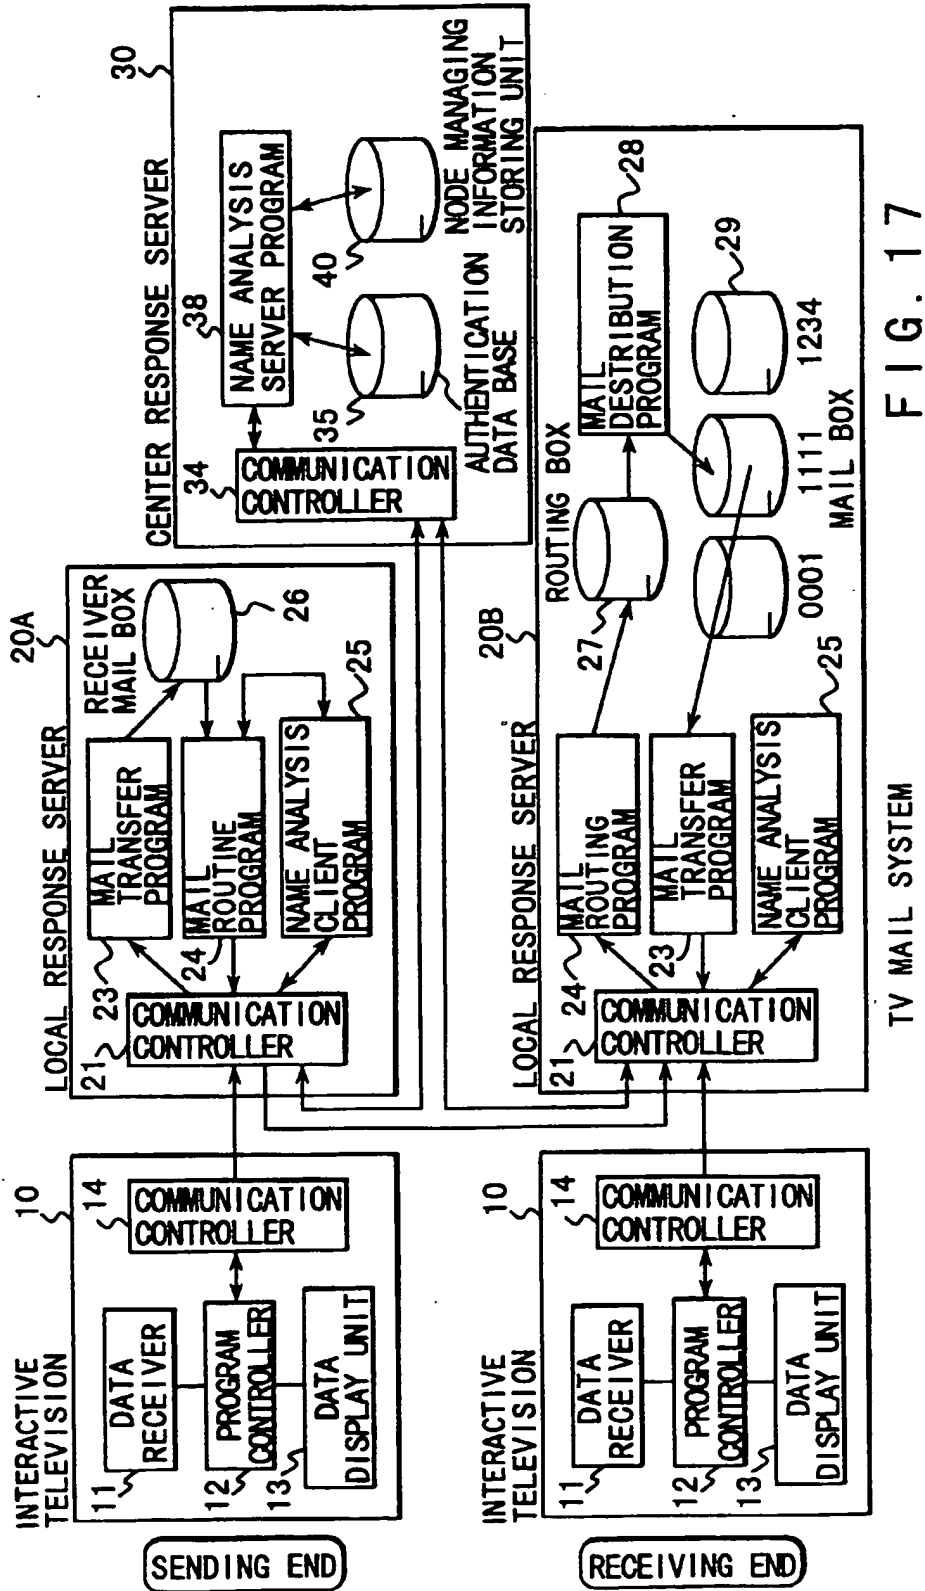 SENDING END
INTERACTIVE
TELEVISION
10
11
DATA
RECEIVER
12
PROGRAM
CONTROLLER
13
DATA
DISPLAY UNIT
14
COMMUNICATION
CONTROLLER
LOCAL RESPONSE SERVER
20A
21
COMMUNICATION
CONTROLLER
23
MAIL
TRANSFER
PROGRAM
24
MAIL
ROUTINE
PROGRAM
NAME ANALYSIS
CLIENT
PROGRAM
25
RECEIVER
MAIL BOX
26
CENTER RESPONSE SERVER
30
34
COMMUNICATION
CONTROLLER
38
NAME ANALYSIS
SERVER PROGRAM
35
AUTHENTICATION
DATA BASE
40
NODE MANAGING
INFORMATION
STORING UNIT
RECEIVING END
INTERACTIVE
TELEVISION
10
11
DATA
RECEIVER
12
PROGRAM
CONTROLLER
13
DATA
DISPLAY UNIT
14
COMMUNICATION
CONTROLLER
LOCAL RESPONSE SERVER
20B
21
COMMUNICATION
CONTROLLER
24
MAIL
ROUTING
PROGRAM
23
MAIL
TRANSFER
PROGRAM
NAME ANALYSIS
CLIENT
PROGRAM
25
ROUTING BOX
27
MAIL
DESTRIBUTION
PROGRAM
28
29
0001
1111
1234
MAIL BOX
TV MAIL SYSTEM
FIG. 17